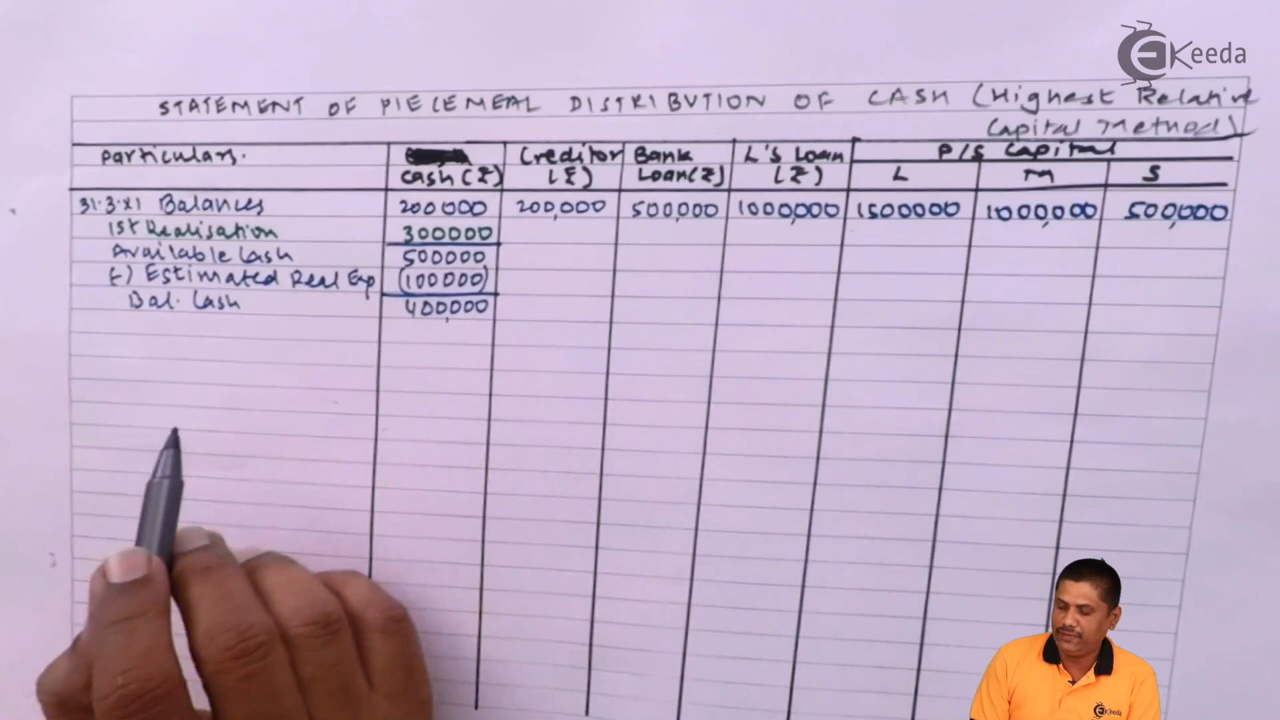 EKeeda
STATEMENT OF PIECEMEAL DISTRIBUTION OF CASH (Highest Relative
Capital Method)
Particulars. Cash (₹) Creditor (₹) Bank Loan (₹) L's Loan (₹) P/S Capital
L M S
31.3.21 Balances 200000 200,000 500,000 1000,000 1500000 1000,000 500,000
1st Realisation 300000
Available Cash 500000
(-) Estimated Real Exp (100000)
Bal. Cash 400,000
EKeeda